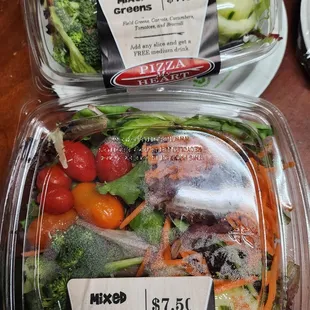 Mixed
Greens
Field Greens, Carrots, Cucumbers,
Tomatoes, and Broccoli
Add any slice and get a
FREE medium drink
PIZZA
HEART
Mixed
$7.50